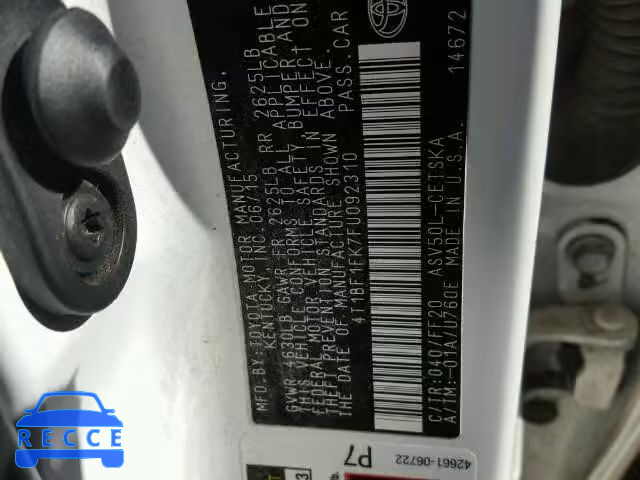 MFD. BY: TOYOTA MOTOR MANUFACTURING,
KENTUCKY, INC. 06/15
GVWR 4630LB GAWR FR 2625LB RR 2625LB
THIS VEHICLE CONFORMS TO ALL APPLICABLE
FEDERAL MOTOR VEHICLE SAFETY, BUMPER AND
THEFT PREVENTION STANDARDS IN EFFECT ON
THE DATE OF MANUFACTURE SHOWN ABOVE.
4T1BF1FK7FU092310 PASS. CAR
C/TR:040/FF20 ASV50L-CETSKA
A/TM:-01A/U760E MADE IN U.S.A. 14672
P7
42661-06722
RECCE